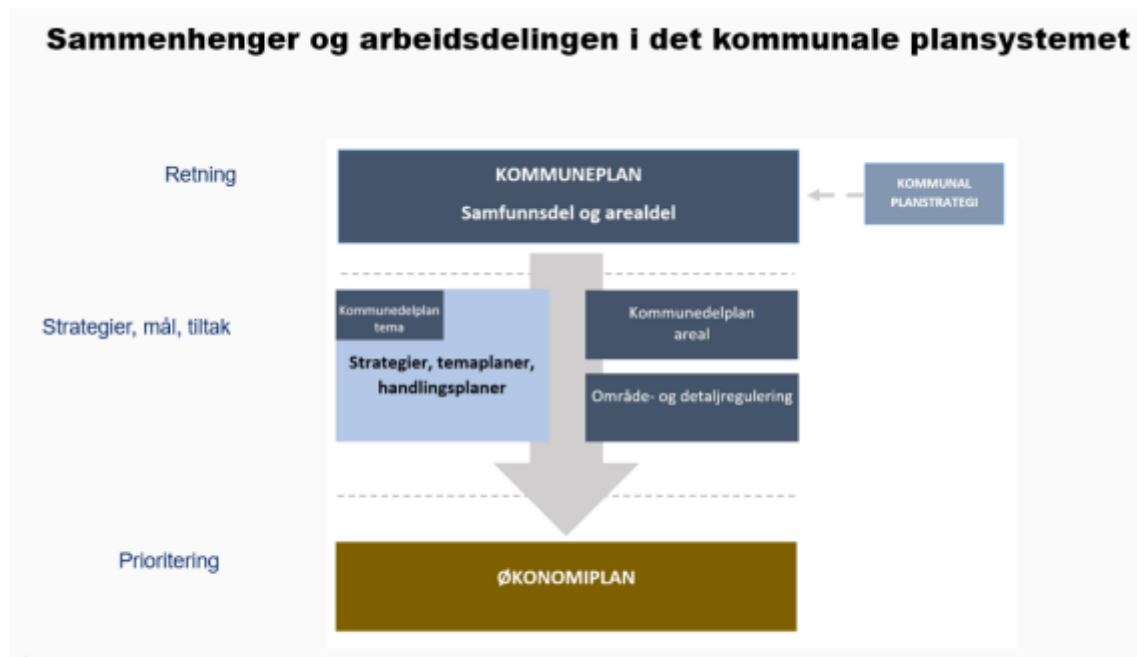 Sammenhenger og arbeidsdelingen i det kommunale plansystemet
Retning
KOMMUNEPLAN
Samfunnsdel og arealdel
KOMMUNAL
PLANSTRATEGI
Strategier, mål, tiltak
Kommunedelplan
tema
Strategier, temaplaner,
handlingsplaner
Kommunedelplan
areal
Område- og detaljregulering
Prioritering
ØKONOMIPLAN